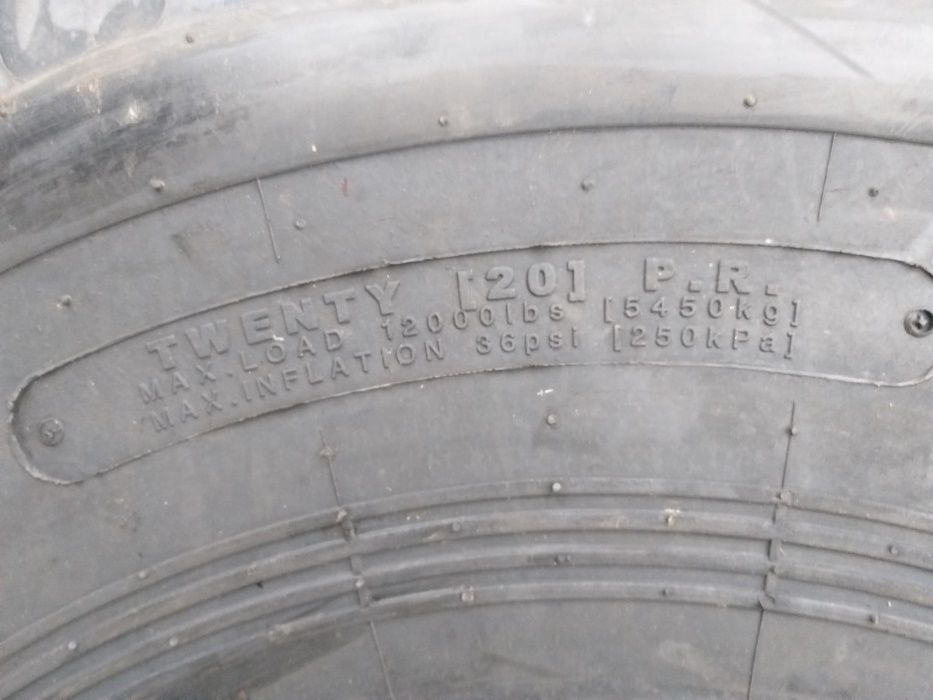 TWENTY [20] P.R.
MAX.LOAD 12000lbs [5450kg]
MAX.INFLATION 36psi [250kPa]